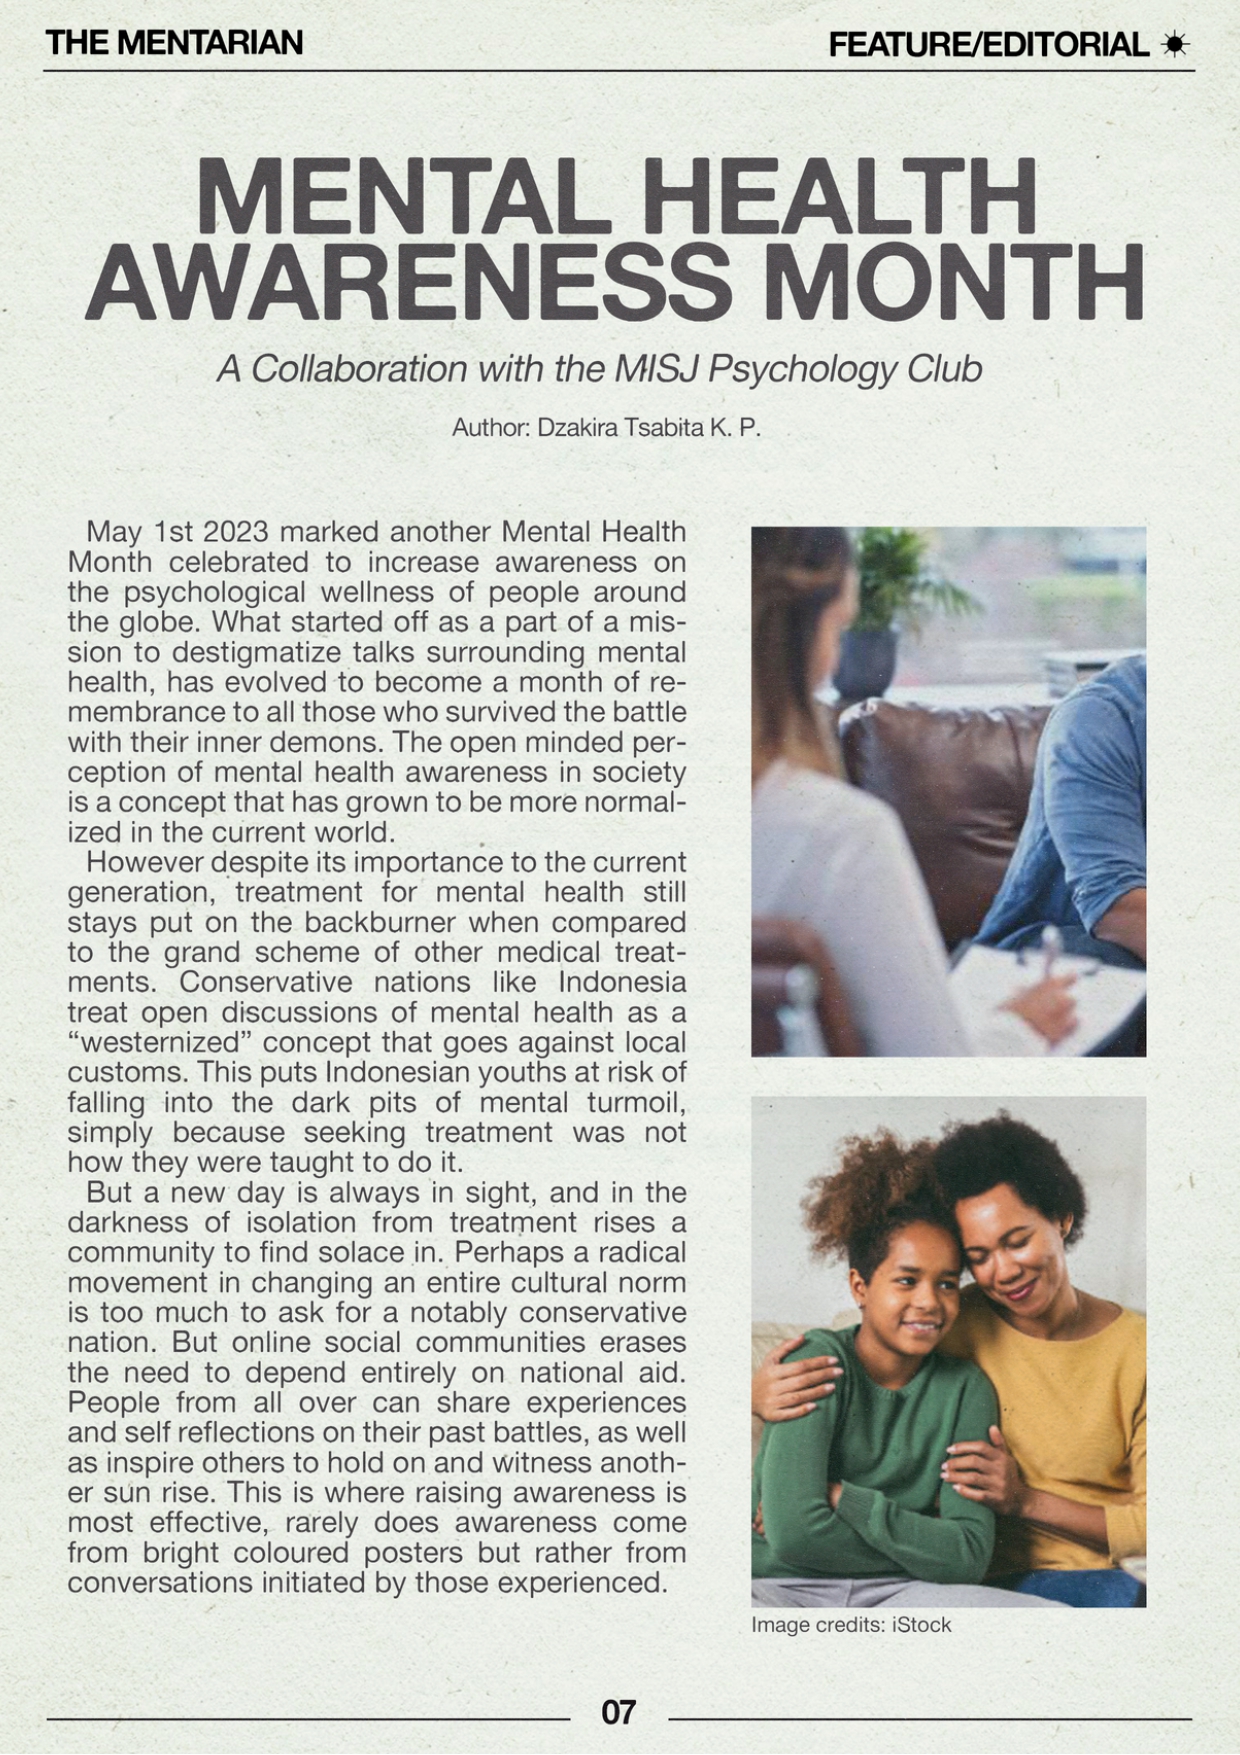 THE MENTARIAN
FEATURE/EDITORIAL
MENTAL HEALTH
AWARENESS MONTH
A Collaboration with the MISJ Psychology Club
Author: Dzakira Tsabita K. P.
May 1st 2023 marked another Mental Health
Month celebrated to increase awareness on
the psychological wellness of people around
the globe. What started off as a part of a mis-
sion to destigmatize talks surrounding mental
health, has evolved to become a month of re-
membrance to all those who survived the battle
with their inner demons. The open minded per-
ception of mental health awareness in society
is a concept that has grown to be more normal-
ized in the current world.
However despite its importance to the current
generation, treatment for mental health still
stays put on the backburner when compared
to the grand scheme of other medical treat-
ments. Conservative nations like Indonesia
treat open discussions of mental health as a
“westernized” concept that goes against local
customs. This puts Indonesian youths at risk of
falling into the dark pits of mental turmoil,
simply because seeking treatment was not
how they were taught to do it.
But a new day is always in sight, and in the
darkness of isolation from treatment rises a
community to find solace in. Perhaps a radical
movement in changing an entire cultural norm
is too much to ask for a notably conservative
nation. But online social communities erases
the need to depend entirely on national aid.
People from all over can share experiences
and self reflections on their past battles, as well
as inspire others to hold on and witness anoth-
er sun rise. This is where raising awareness is
most effective, rarely does awareness come
from bright coloured posters but rather from
conversations initiated by those experienced.
Image credits: iStock
07